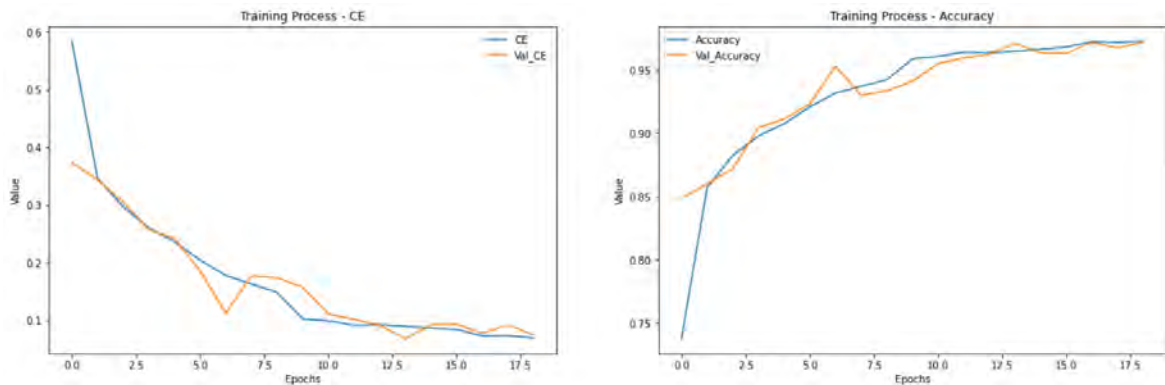 Training Process - CE
CE
Val_CE
0.6
0.5
0.4
0.3
0.2
0.1
Value
0.0
2.5
5.0
7.5
10.0
12.5
15.0
17.5
Epochs
Training Process - Accuracy
Accuracy
Val_Accuracy
0.95
0.90
0.85
0.80
0.75
Value
0.0
2.5
5.0
7.5
10.0
12.5
15.0
17.5
Epochs